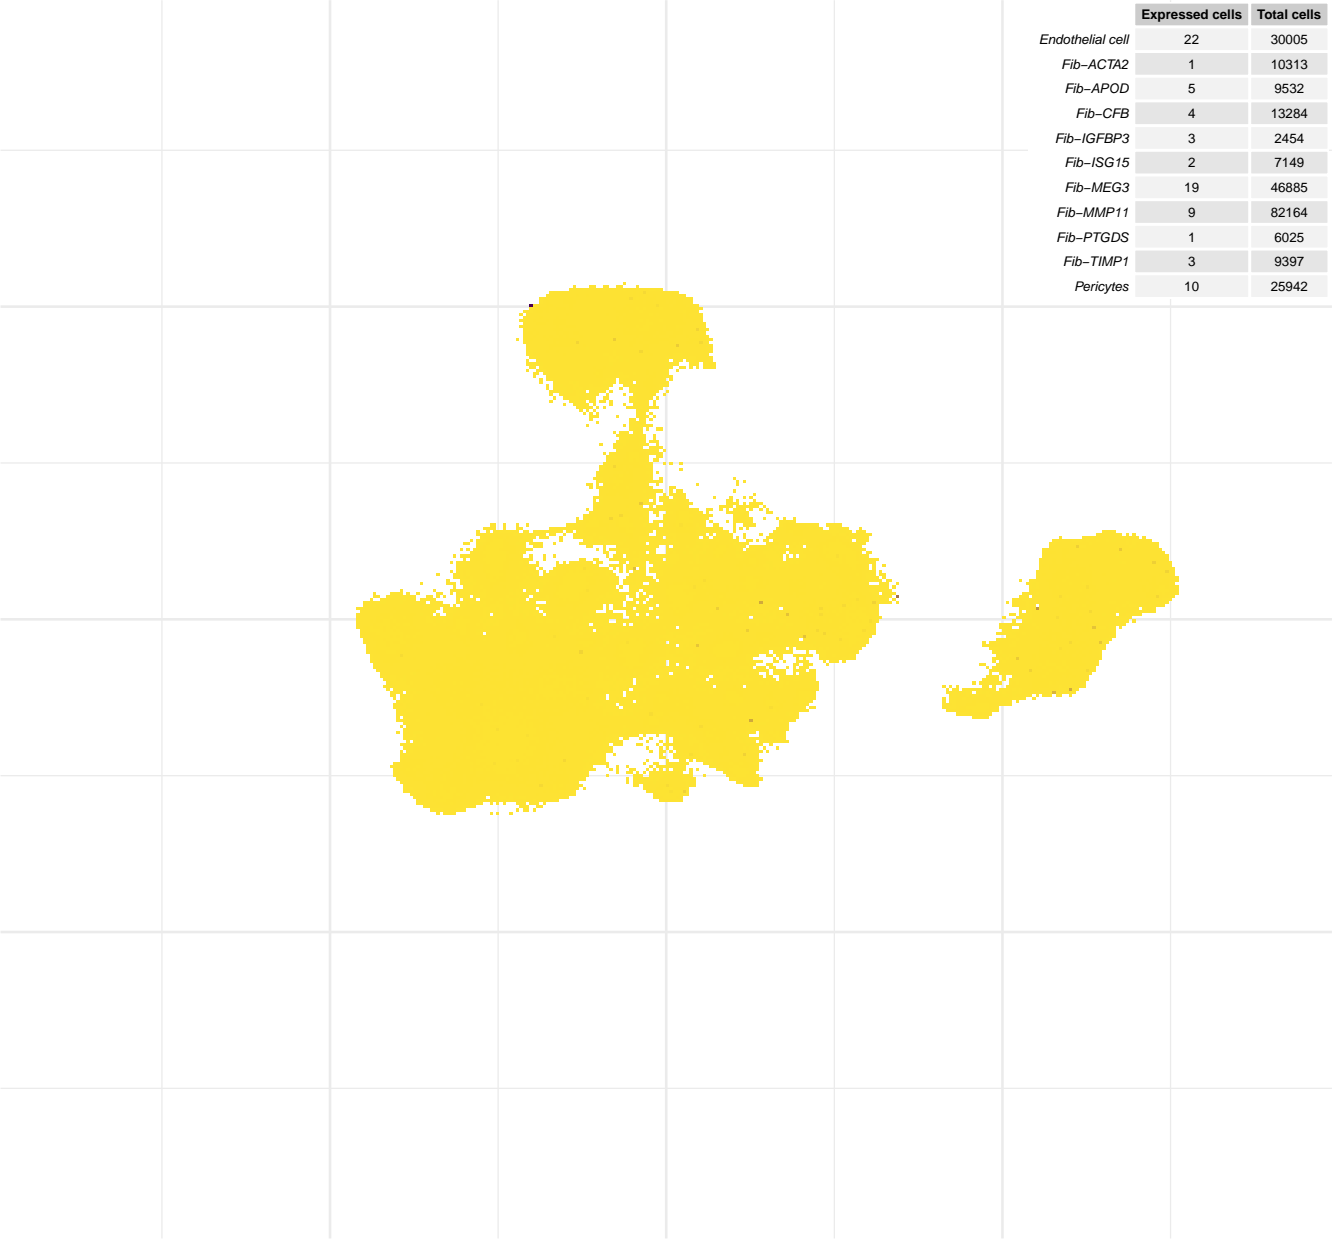 Expressed cells Total cells
Endothelial cell 22 30005
Fib−ACTA2 1 10313
Fib−APOD 5 9532
Fib−CFB 4 13284
Fib−IGFBP3 3 2454
Fib−ISG15 2 7149
Fib−MEG3 19 46885
Fib−MMP11 9 82164
Fib−PTGDS 1 6025
Fib−TIMP1 3 9397
Pericytes 10 25942